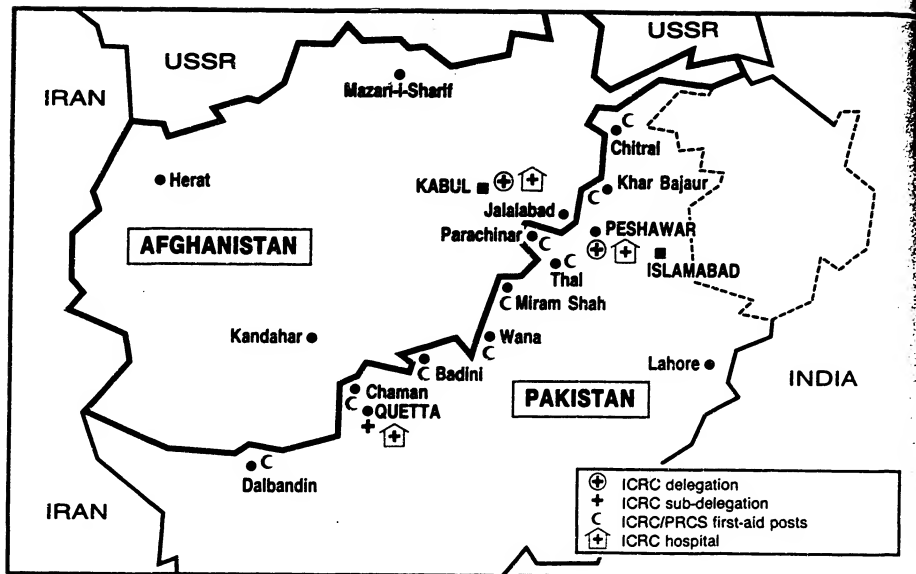 USSR
USSR
IRAN
Mazari-i-Sharif
Chitral
Herat
KABUL
Khar Bajaur
Jalalabad
Parachinar
PESHAWAR
AFGHANISTAN
Thal
ISLAMABAD
Miram Shah
Kandahar
Wana
Badini
Lahore
INDIA
Chaman
PAKISTAN
QUETTA
Dalbandin
IRAN
ICRC delegation
ICRC sub-delegation
ICRC/PRCS first-aid posts
ICRC hospital